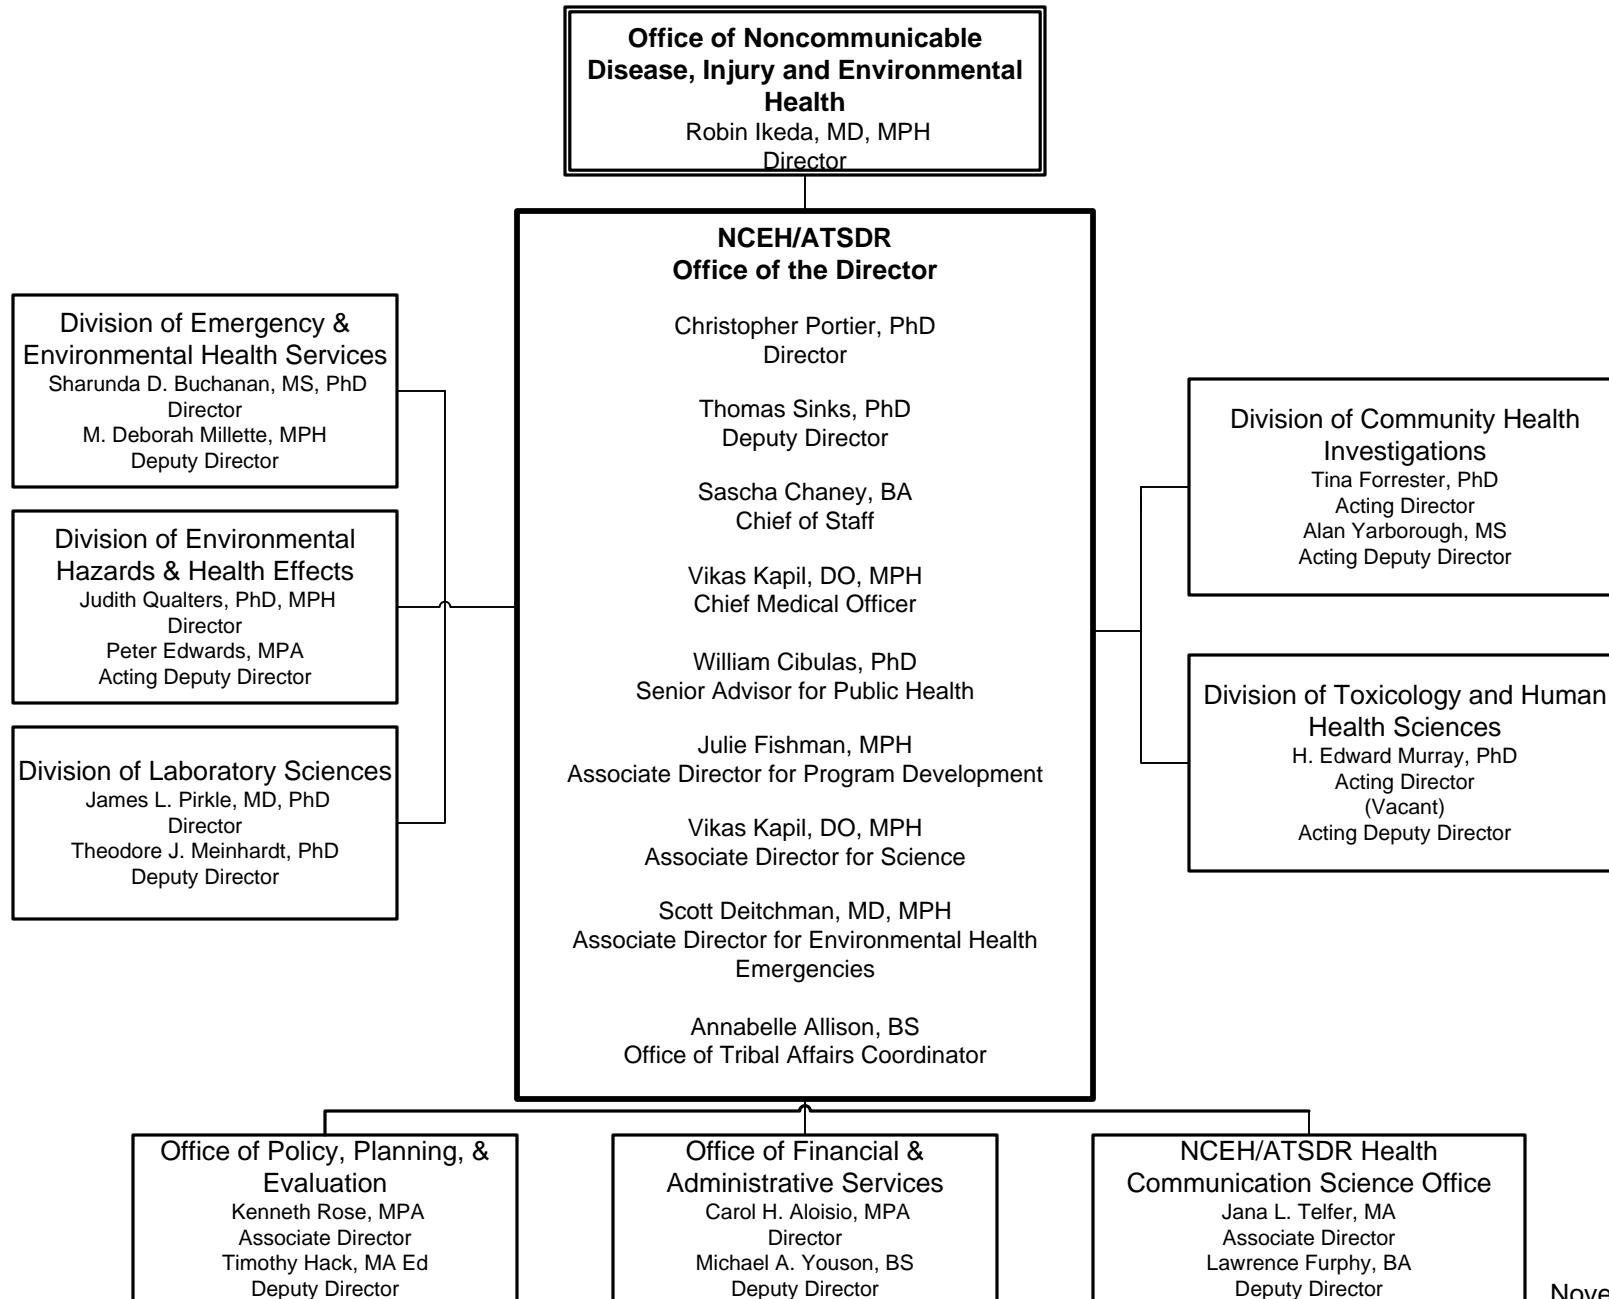 Office of Noncommunicable
Disease, Injury and Environmental
Health
Robin Ikeda, MD, MPH
Director
NCEH/ATSDR
Office of the Director
Christopher Portier, PhD
Director
Thomas Sinks, PhD
Deputy Director
Sascha Chaney, BA
Chief of Staff
Vikas Kapil, DO, MPH
Chief Medical Officer
William Cibulas, PhD
Senior Advisor for Public Health
Julie Fishman, MPH
Associate Director for Program Development
Vikas Kapil, DO, MPH
Associate Director for Science
Scott Deitchman, MD, MPH
Associate Director for Environmental Health
Emergencies
Annabelle Allison, BS
Office of Tribal Affairs Coordinator
Division of Emergency &
Environmental Health Services
Sharunda D. Buchanan, MS, PhD
Director
M. Deborah Millette, MPH
Deputy Director
Division of Environmental
Hazards & Health Effects
Judith Qualters, PhD, MPH
Director
Peter Edwards, MPA
Acting Deputy Director
Division of Laboratory Sciences
James L. Pirkle, MD, PhD
Director
Theodore J. Meinhardt, PhD
Deputy Director
Division of Community Health
Investigations
Tina Forrester, PhD
Acting Director
Alan Yarborough, MS
Acting Deputy Director
Division of Toxicology and Human
Health Sciences
H. Edward Murray, PhD
Acting Director
(Vacant)
Acting Deputy Director
Office of Policy, Planning, &
Evaluation
Kenneth Rose, MPA
Associate Director
Timothy Hack, MA Ed
Deputy Director
Office of Financial &
Administrative Services
Carol H. Aloisio, MPA
Director
Michael A. Youson, BS
Deputy Director
NCEH/ATSDR Health
Communication Science Office
Jana L. Telfer, MA
Associate Director
Lawrence Furphy, BA
Deputy Director